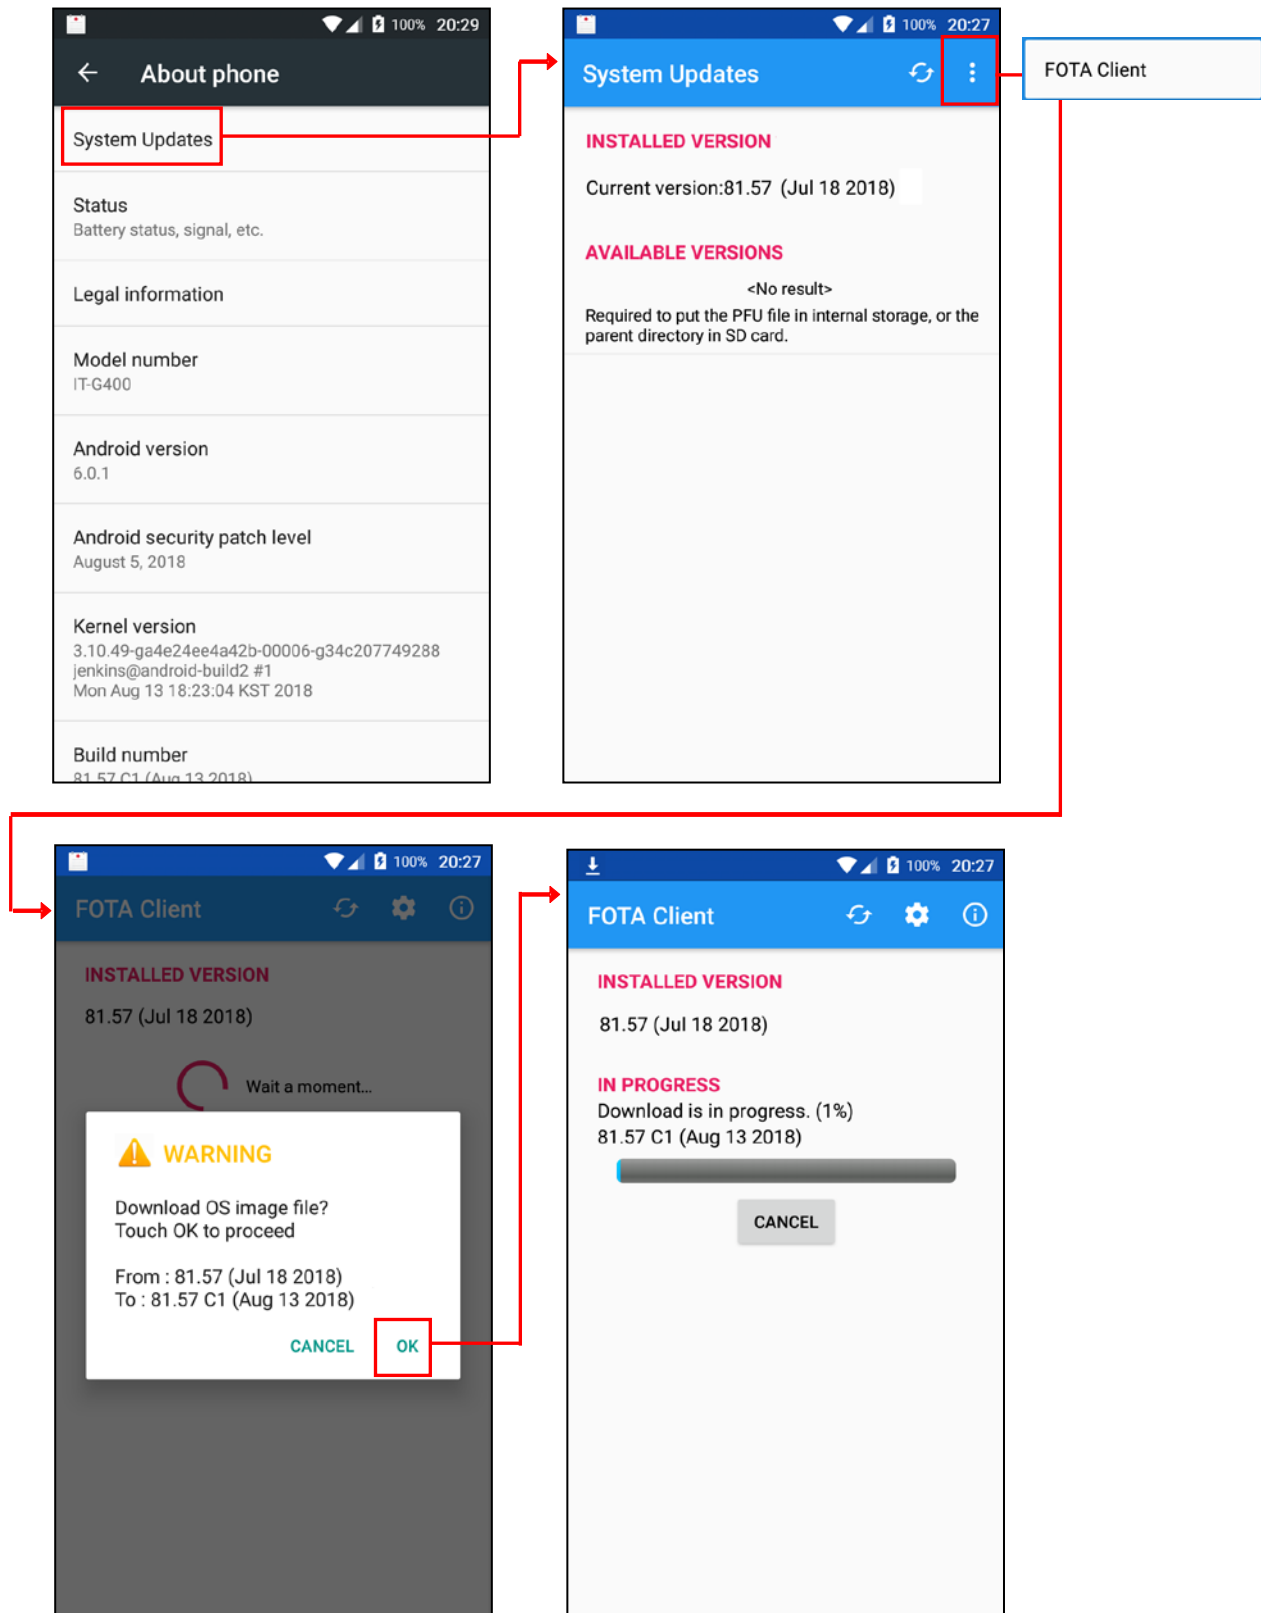 100% 20:29
About phone
System Updates
Status
Battery status, signal, etc.
Legal information
Model number
IT-G400
Android version
6.0.1
Android security patch level
August 5, 2018
Kernel version
3.10.49-ga4e24ee4a42b-00006-g34c207749288
jenkins@android-build2 #1
Mon Aug 13 18:23:04 KST 2018
Build number
81.57 C1 (Aug 13 2018)
100% 20:27
System Updates
INSTALLED VERSION
Current version:81.57 (Jul 18 2018)
AVAILABLE VERSIONS
<No result>
Required to put the PFU file in internal storage, or the
parent directory in SD card.
FOTA Client
100% 20:27
FOTA Client
INSTALLED VERSION
81.57 (Jul 18 2018)
Wait a moment...
WARNING
Download OS image file?
Touch OK to proceed
From : 81.57 (Jul 18 2018)
To : 81.57 C1 (Aug 13 2018)
CANCEL OK
100% 20:27
FOTA Client
INSTALLED VERSION
81.57 (Jul 18 2018)
IN PROGRESS
Download is in progress. (1%)
81.57 C1 (Aug 13 2018)
CANCEL